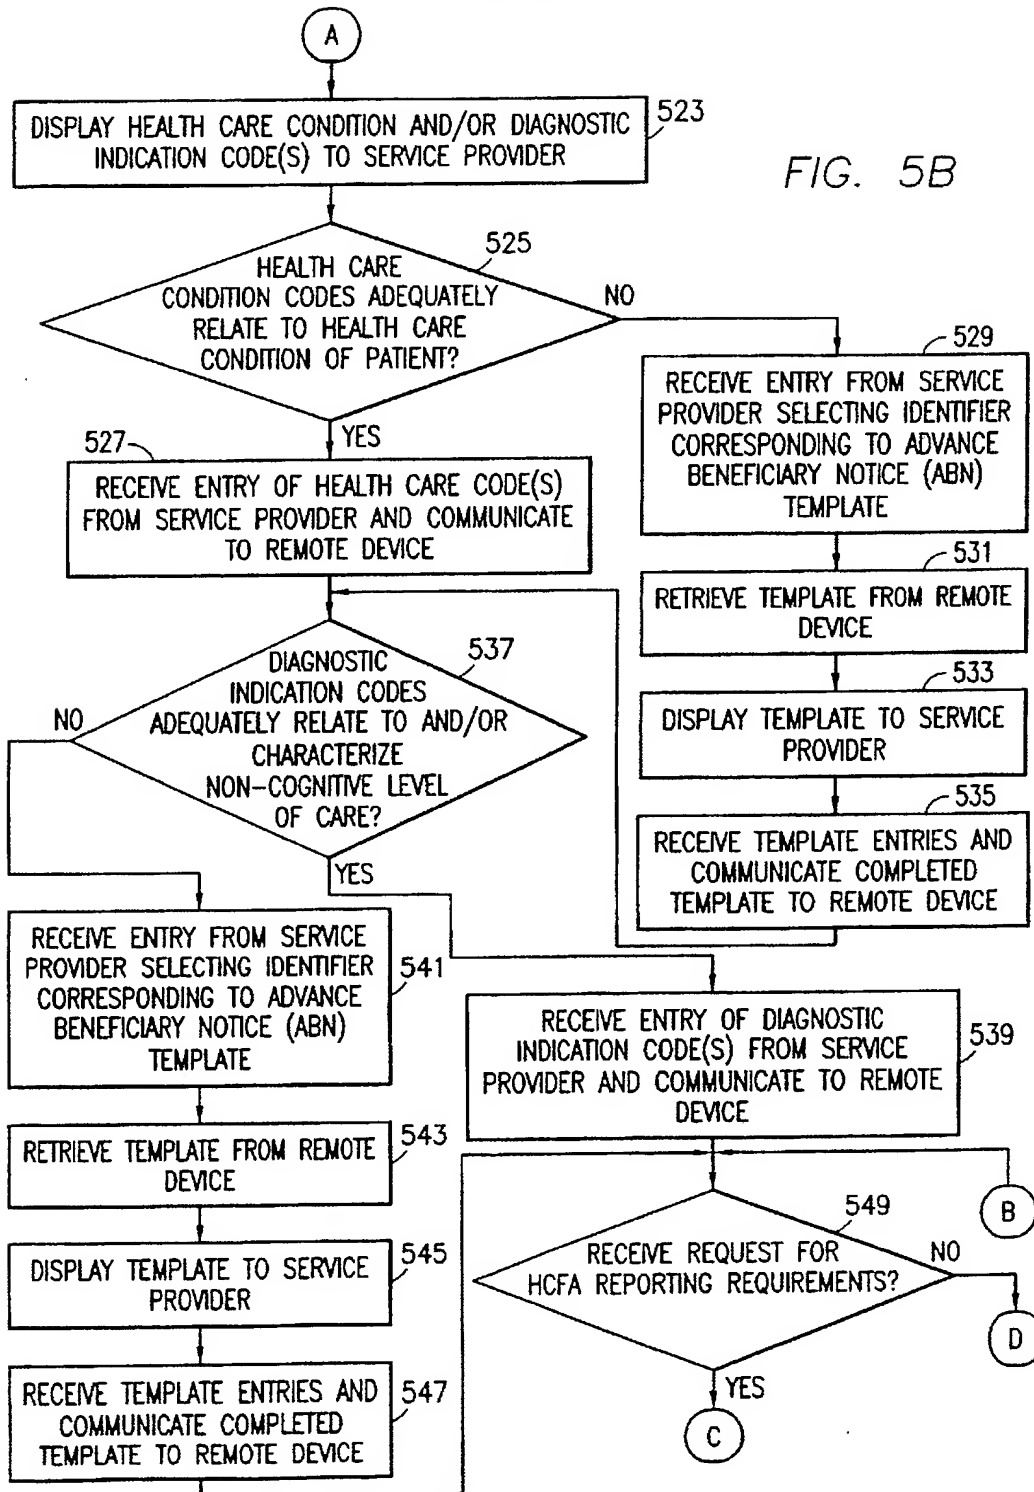 A
DISPLAY HEALTH CARE CONDITION AND/OR DIAGNOSTIC
INDICATION CODE(S) TO SERVICE PROVIDER
523
FIG. 5B
525
HEALTH CARE
CONDITION CODES ADEQUATELY
RELATE TO HEALTH CARE
CONDITION OF PATIENT?
NO
YES
529
RECEIVE ENTRY FROM SERVICE
PROVIDER SELECTING IDENTIFIER
CORRESPONDING TO ADVANCE
BENEFICIARY NOTICE (ABN)
TEMPLATE
527
RECEIVE ENTRY OF HEALTH CARE CODE(S)
FROM SERVICE PROVIDER AND COMMUNICATE
TO REMOTE DEVICE
531
RETRIEVE TEMPLATE FROM REMOTE
DEVICE
533
DISPLAY TEMPLATE TO SERVICE
PROVIDER
535
RECEIVE TEMPLATE ENTRIES AND
COMMUNICATE COMPLETED
TEMPLATE TO REMOTE DEVICE
537
DIAGNOSTIC
INDICATION CODES
ADEQUATELY RELATE TO AND/OR
CHARACTERIZE
NON-COGNITIVE LEVEL
OF CARE?
NO
YES
RECEIVE ENTRY FROM SERVICE
PROVIDER SELECTING IDENTIFIER
CORRESPONDING TO ADVANCE
BENEFICIARY NOTICE (ABN)
TEMPLATE
541
RECEIVE ENTRY OF DIAGNOSTIC
INDICATION CODE(S) FROM SERVICE
PROVIDER AND COMMUNICATE TO REMOTE
DEVICE
539
RETRIEVE TEMPLATE FROM REMOTE
DEVICE
543
DISPLAY TEMPLATE TO SERVICE
PROVIDER
545
RECEIVE TEMPLATE ENTRIES AND
COMMUNICATE COMPLETED
TEMPLATE TO REMOTE DEVICE
547
B
549
RECEIVE REQUEST FOR
HCFA REPORTING REQUIREMENTS?
NO
D
YES
C